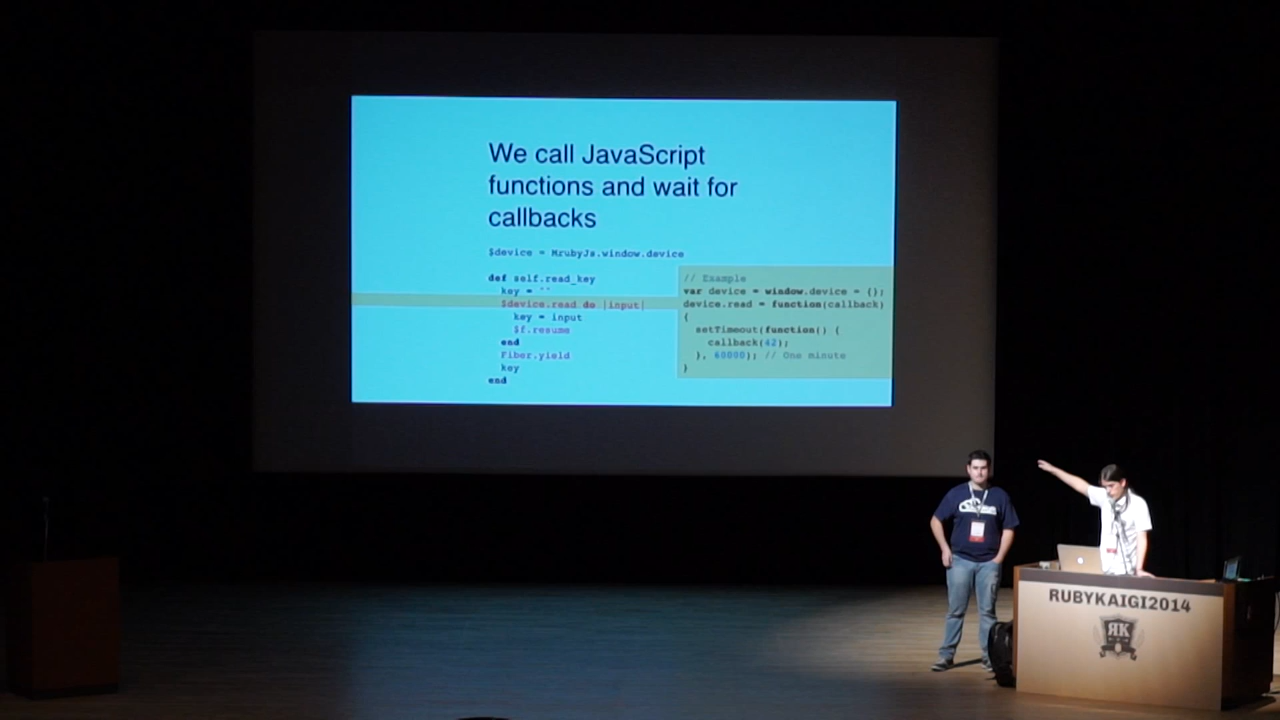 We call JavaScript
functions and wait for
callbacks
$device = MrubyJs.window.device
def self.read_key
key = ''
$device.read do |input|
key = input
$f.resume
end
Fiber.yield
key
end
// Example
var device = window.device = {};
device.read = function(callback)
{
setTimeout(function() {
callback(42);
}, 60000); // One minute
}
RUBYKAIGI2014
RK